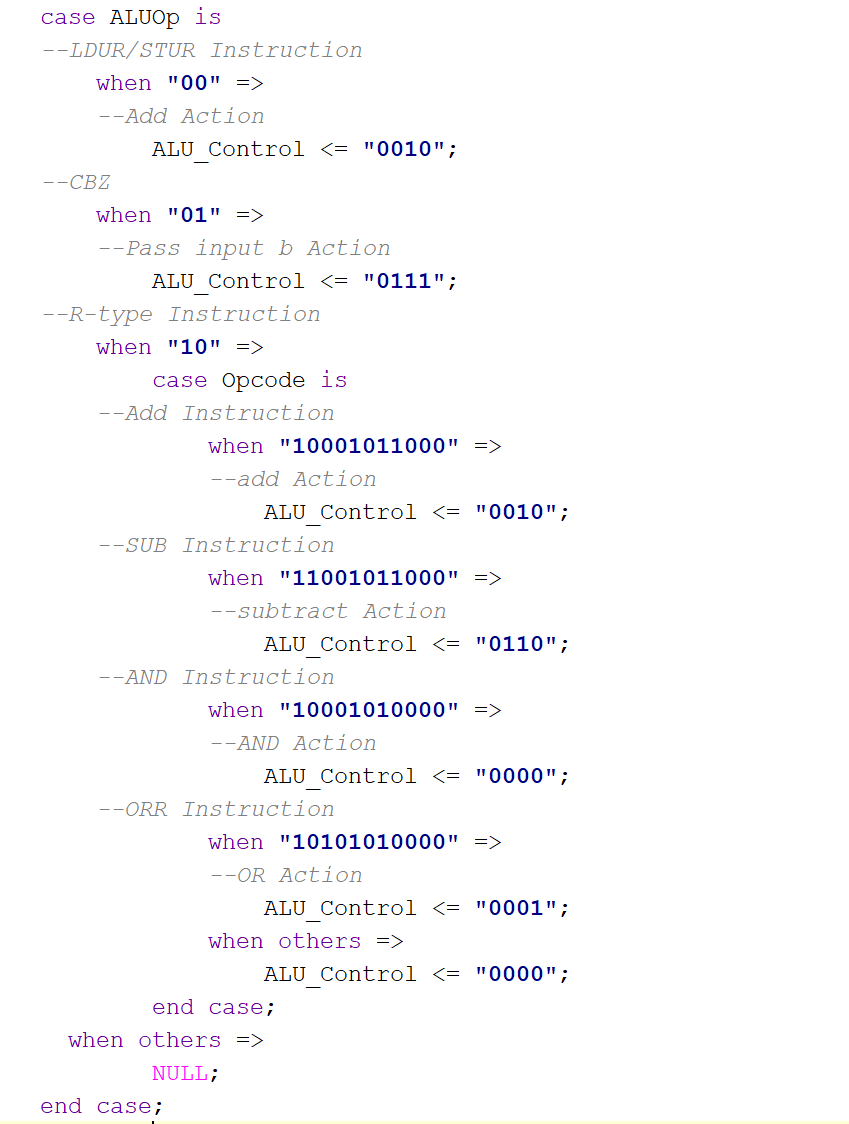 case ALUOp is
--LDUR/STUR Instruction
when "00" =>
--Add Action
ALU_Control <= "0010";
--CBZ
when "01" =>
--Pass input b Action
ALU_Control <= "0111";
--R-type Instruction
when "10" =>
case Opcode is
--Add Instruction
when "10001011000" =>
--add Action
ALU_Control <= "0010";
--SUB Instruction
when "11001011000" =>
--subtract Action
ALU_Control <= "0110";
--AND Instruction
when "10001010000" =>
--AND Action
ALU_Control <= "0000";
--ORR Instruction
when "10101010000" =>
--OR Action
ALU_Control <= "0001";
when others =>
ALU_Control <= "0000";
end case;
when others =>
NULL;
end case;